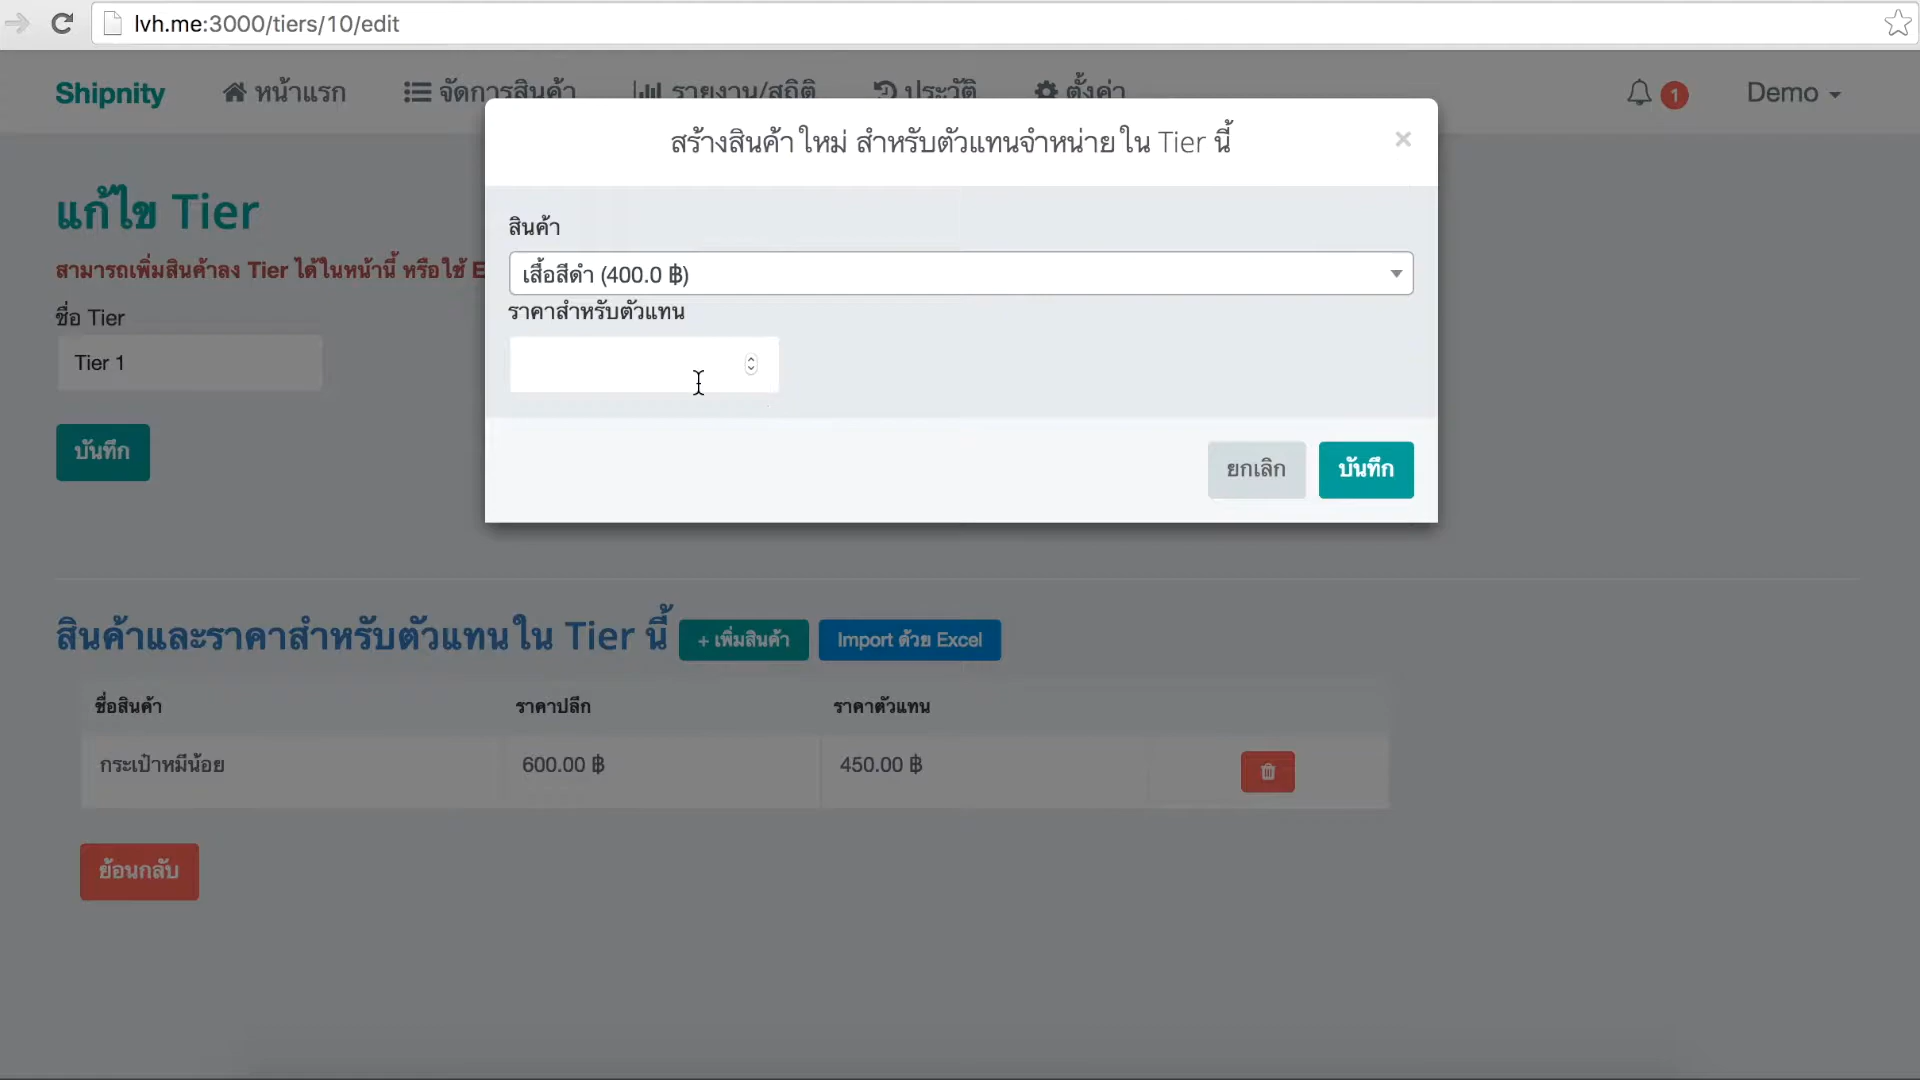 lvh.me:3000/tiers/10/edit
Shipnity หน้าแรก จัดการสินค้า รายงาน/สถิติ ประวัติ ตั้งค่า 1 Demo
สร้างสินค้าใหม่ สำหรับตัวแทนจำหน่ายใน Tier นี้ ×
สินค้า
เสื้อสีดำ (400.0 ฿)
ราคาสำหรับตัวแทน
ยกเลิก บันทึก
แก้ไข Tier
สามารถเพิ่มสินค้าลง Tier ได้ในหน้านี้ หรือใช้ E
ชื่อ Tier
Tier 1
บันทึก
สินค้าและราคาสำหรับตัวแทนใน Tier นี้ + เพิ่มสินค้า Import ด้วย Excel
ชื่อสินค้า ราคาปลีก ราคาตัวแทน
กระเป๋าหมีน้อย 600.00 ฿ 450.00 ฿
ย้อนกลับ